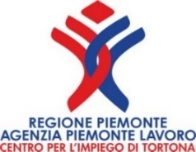 REGIONE PIEMONTE
AGENZIA PIEMONTE LAVORO
CENTRO PER L'IMPIEGO DI TORTONA